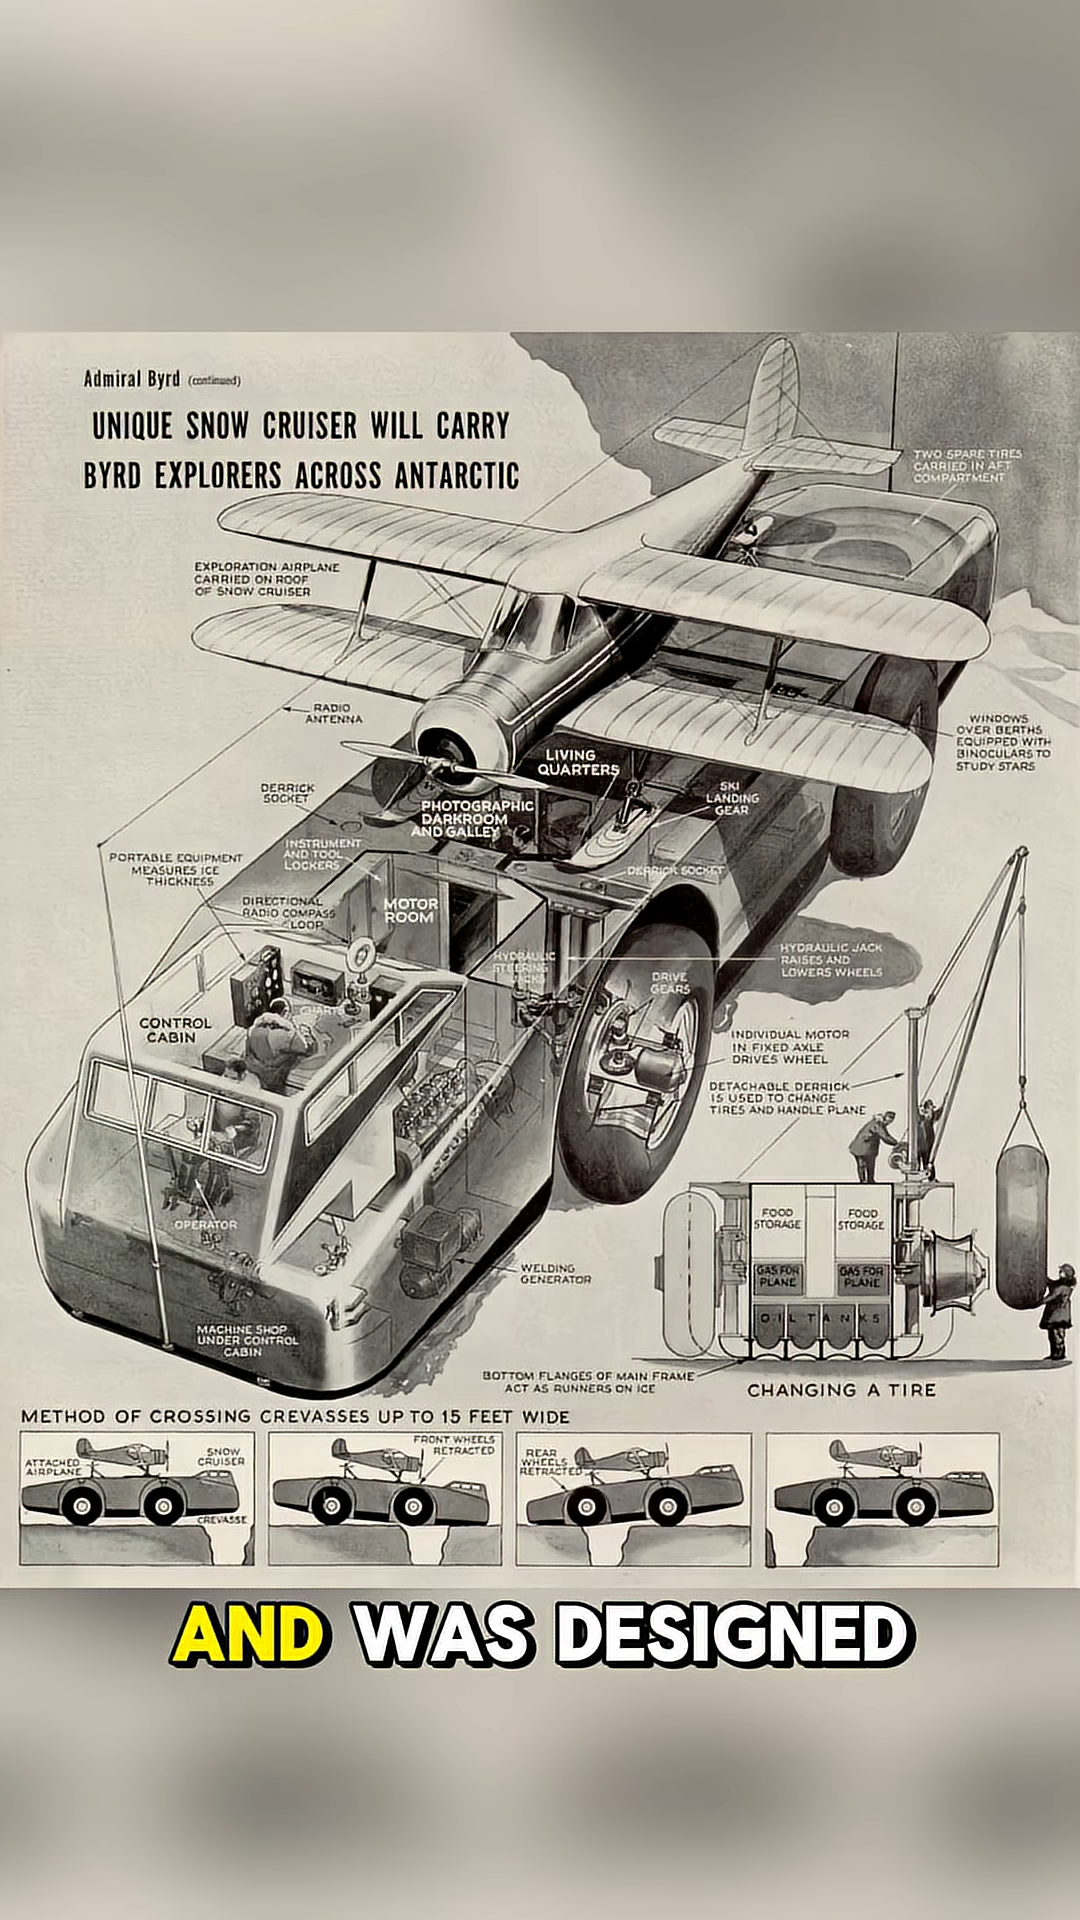 Admiral Byrd (continued)
UNIQUE SNOW CRUISER WILL CARRY
BYRD EXPLORERS ACROSS ANTARCTIC
TWO SPARE TIRES
CARRIED IN AFT
COMPARTMENT
EXPLORATION AIRPLANE
CARRIED ON ROOF
OF SNOW CRUISER
RADIO
ANTENNA
WINDOWS
OVER BERTHS
EQUIPPED WITH
BINOCULARS TO
STUDY STARS
LIVING
QUARTERS
DERRICK
SOCKET
SKI
LANDING
GEAR
PHOTOGRAPHIC
DARKROOM
AND GALLEY
INSTRUMENT
AND TOOL
LOCKERS
PORTABLE EQUIPMENT
MEASURES ICE
THICKNESS
DERRICK SOCKET
DIRECTIONAL
RADIO COMPASS
LOOP
MOTOR
ROOM
HYDRAULIC
STEERING
JACKS
HYDRAULIC JACK
RAISES AND
LOWERS WHEELS
DRIVE
GEARS
CHARTS
CONTROL
CABIN
INDIVIDUAL MOTOR
IN FIXED AXLE
DRIVES WHEEL
DETACHABLE DERRICK
IS USED TO CHANGE
TIRES AND HANDLE PLANE
OPERATOR
FOOD
STORAGE
FOOD
STORAGE
GAS FOR
PLANE
GAS FOR
PLANE
OIL TANKS
WELDING
GENERATOR
MACHINE SHOP
UNDER CONTROL
CABIN
BOTTOM FLANGES OF MAIN FRAME
ACT AS RUNNERS ON ICE
CHANGING A TIRE
METHOD OF CROSSING CREVASSES UP TO 15 FEET WIDE
ATTACHED
AIRPLANE
SNOW
CRUISER
CREVASSE
FRONT WHEELS
RETRACTED
REAR
WHEELS
RETRACTED
AND WAS DESIGNED